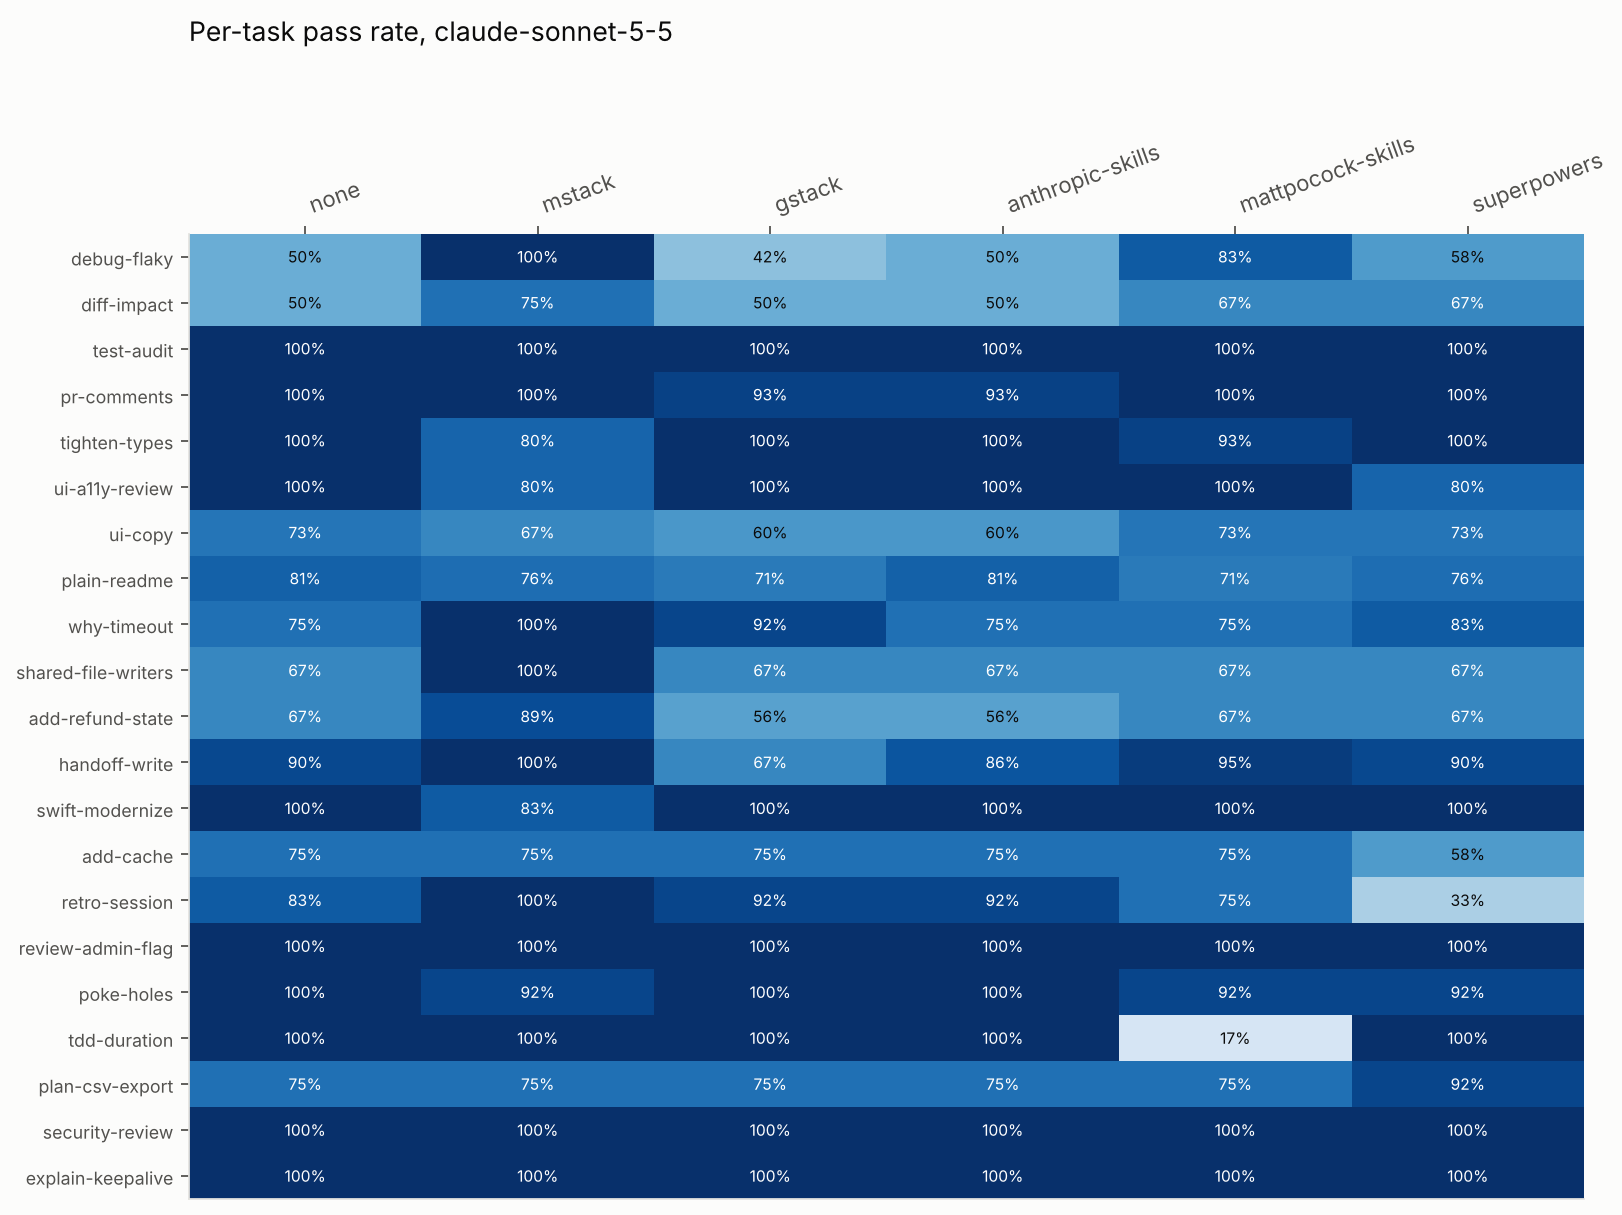 Per-task pass rate, claude-sonnet-5-5
none mstack gstack anthropic-skills mattpocock-skills superpowers
debug-flaky 50% 100% 42% 50% 83% 58%
diff-impact 50% 75% 50% 50% 67% 67%
test-audit 100% 100% 100% 100% 100% 100%
pr-comments 100% 100% 93% 93% 100% 100%
tighten-types 100% 80% 100% 100% 93% 100%
ui-a11y-review 100% 80% 100% 100% 100% 80%
ui-copy 73% 67% 60% 60% 73% 73%
plain-readme 81% 76% 71% 81% 71% 76%
why-timeout 75% 100% 92% 75% 75% 83%
shared-file-writers 67% 100% 67% 67% 67% 67%
add-refund-state 67% 89% 56% 56% 67% 67%
handoff-write 90% 100% 67% 86% 95% 90%
swift-modernize 100% 83% 100% 100% 100% 100%
add-cache 75% 75% 75% 75% 75% 58%
retro-session 83% 100% 92% 92% 75% 33%
review-admin-flag 100% 100% 100% 100% 100% 100%
poke-holes 100% 92% 100% 100% 92% 92%
tdd-duration 100% 100% 100% 100% 17% 100%
plan-csv-export 75% 75% 75% 75% 75% 92%
security-review 100% 100% 100% 100% 100% 100%
explain-keepalive 100% 100% 100% 100% 100% 100%